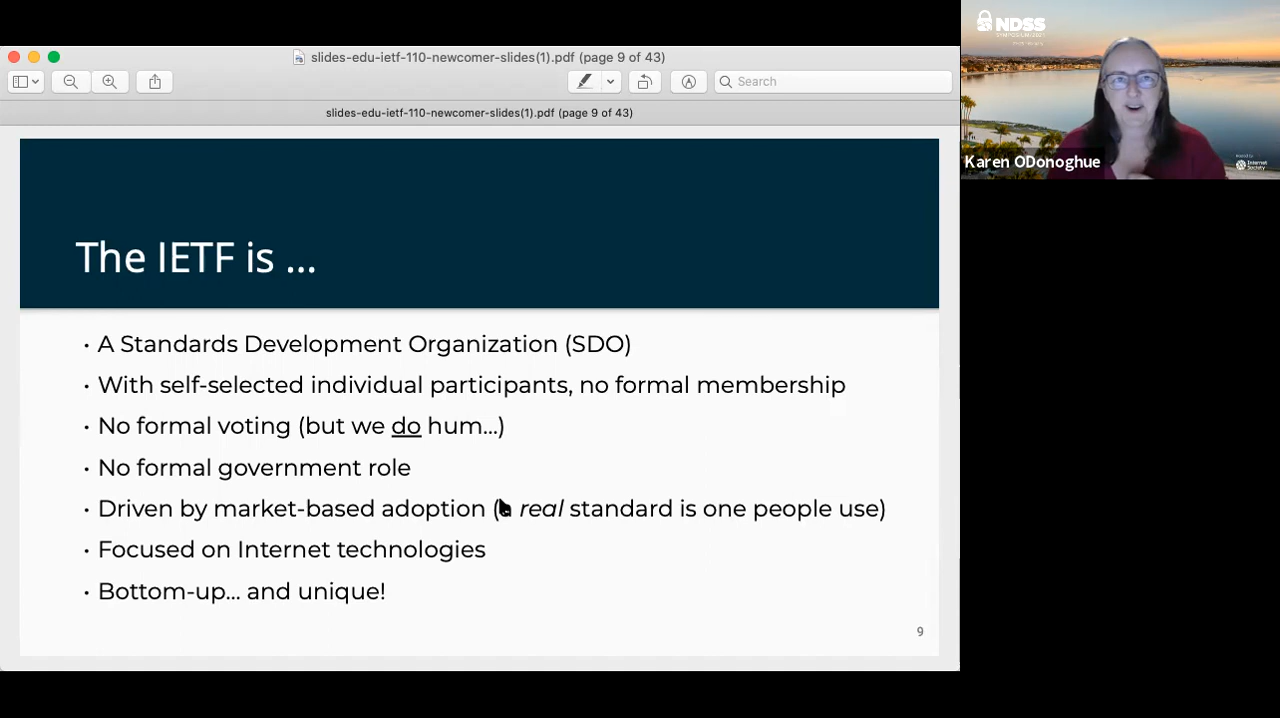 slides-edu-ietf-110-newcomer-slides(1).pdf (page 9 of 43)
Search
slides-edu-ietf-110-newcomer-slides(1).pdf (page 9 of 43)
The IETF is ...
• A Standards Development Organization (SDO)
• With self-selected individual participants, no formal membership
• No formal voting (but we do hum...)
• No formal government role
• Driven by market-based adoption ( real standard is one people use)
• Focused on Internet technologies
• Bottom-up... and unique!
9
NDSS
Karen ODonoghue
Internet
Society